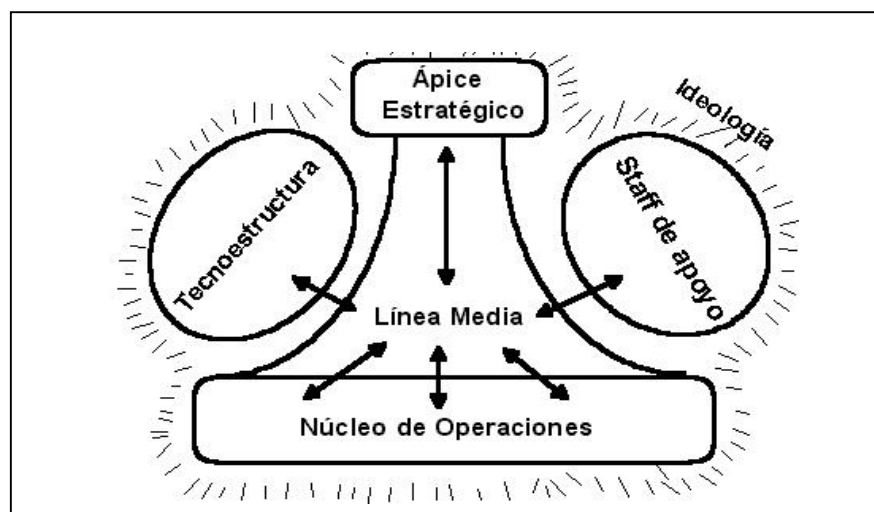 Ápice
Estratégico
Ideología
Tecnoestructura
Staff de apoyo
Línea Media
Núcleo de Operaciones